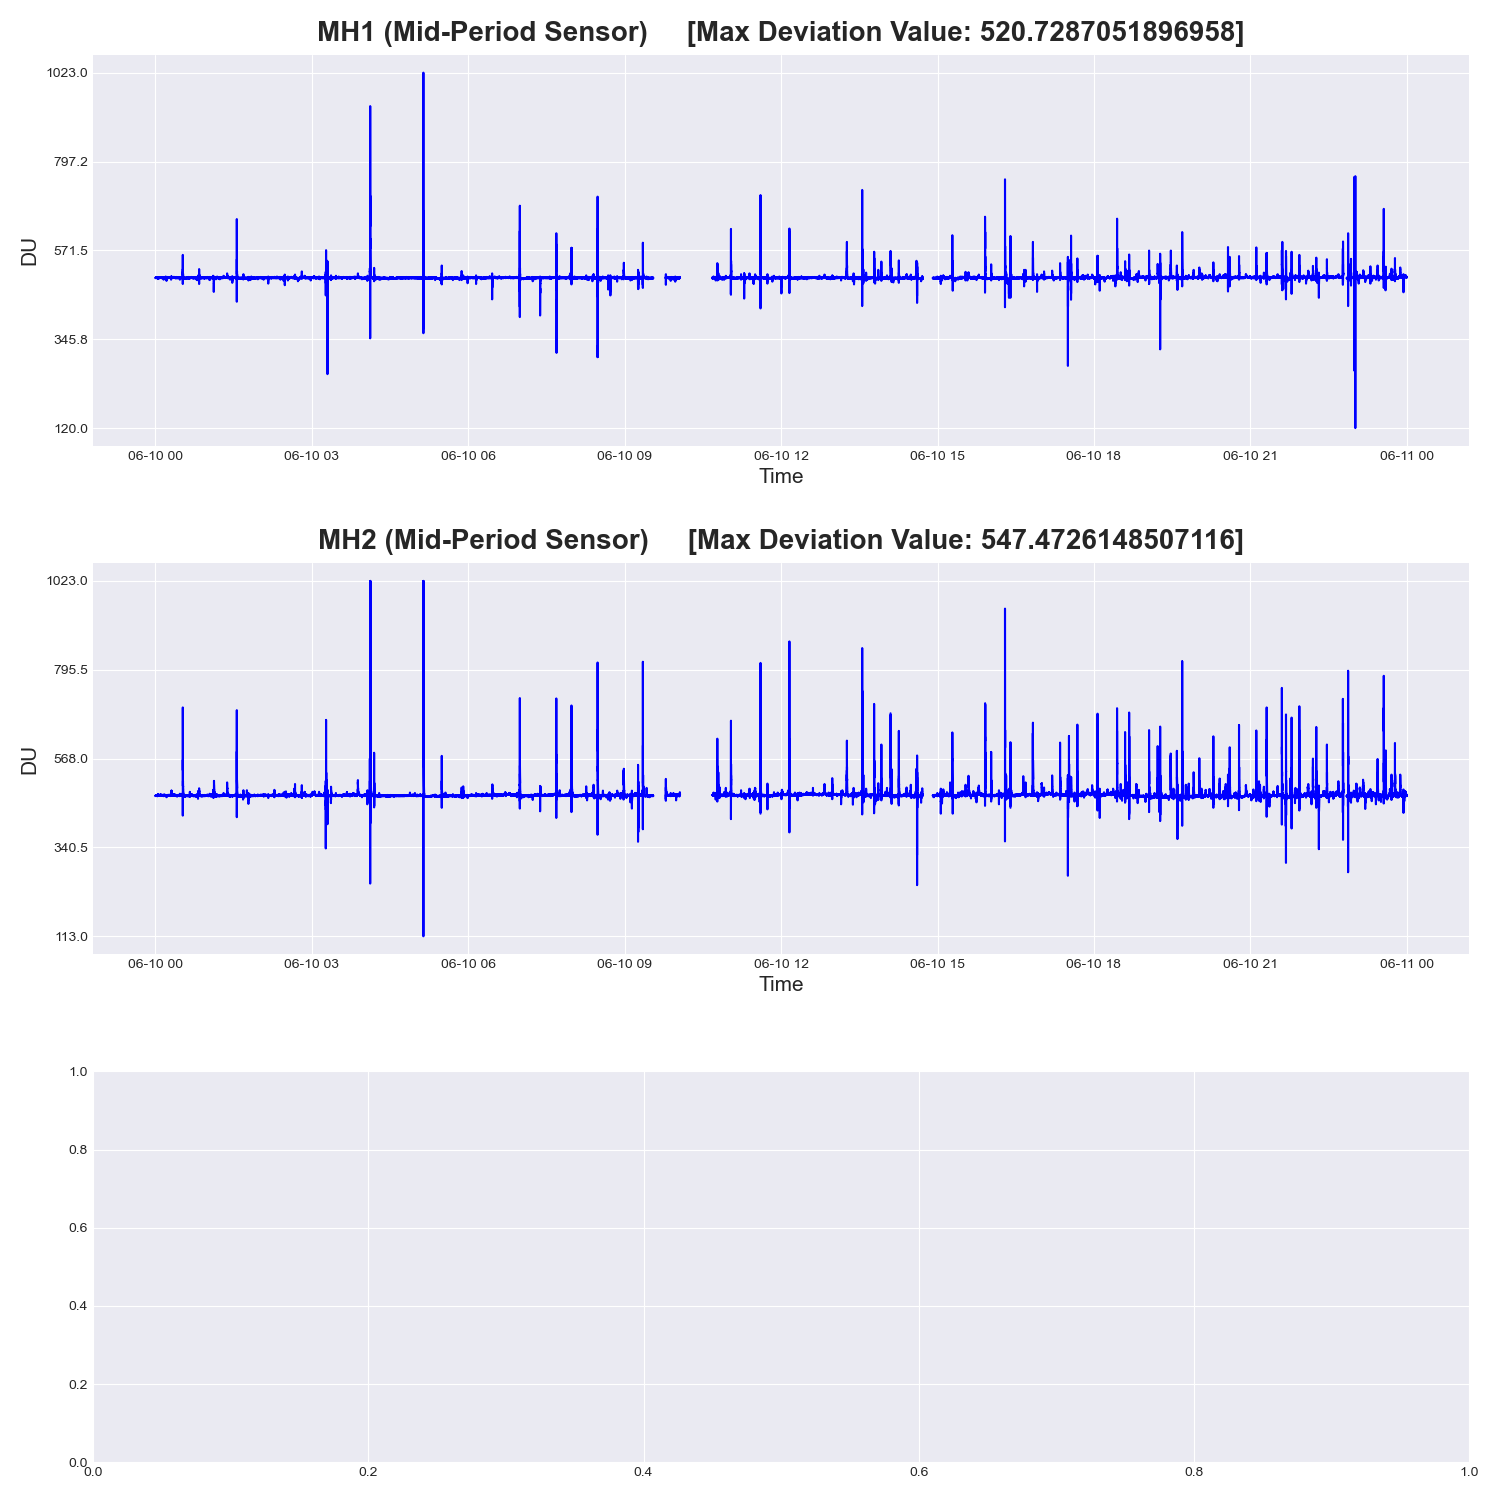 MH1 (Mid-Period Sensor) [Max Deviation Value: 520.7287051896958]
1023.0
797.2
571.5
345.8
120.0
DU
06-10 00 06-10 03 06-10 06 06-10 09 06-10 12 06-10 15 06-10 18 06-10 21 06-11 00
Time
MH2 (Mid-Period Sensor) [Max Deviation Value: 547.4726148507116]
1023.0
795.5
568.0
340.5
113.0
DU
06-10 00 06-10 03 06-10 06 06-10 09 06-10 12 06-10 15 06-10 18 06-10 21 06-11 00
Time
1.0
0.8
0.6
0.4
0.2
0.0
0.0 0.2 0.4 0.6 0.8 1.0